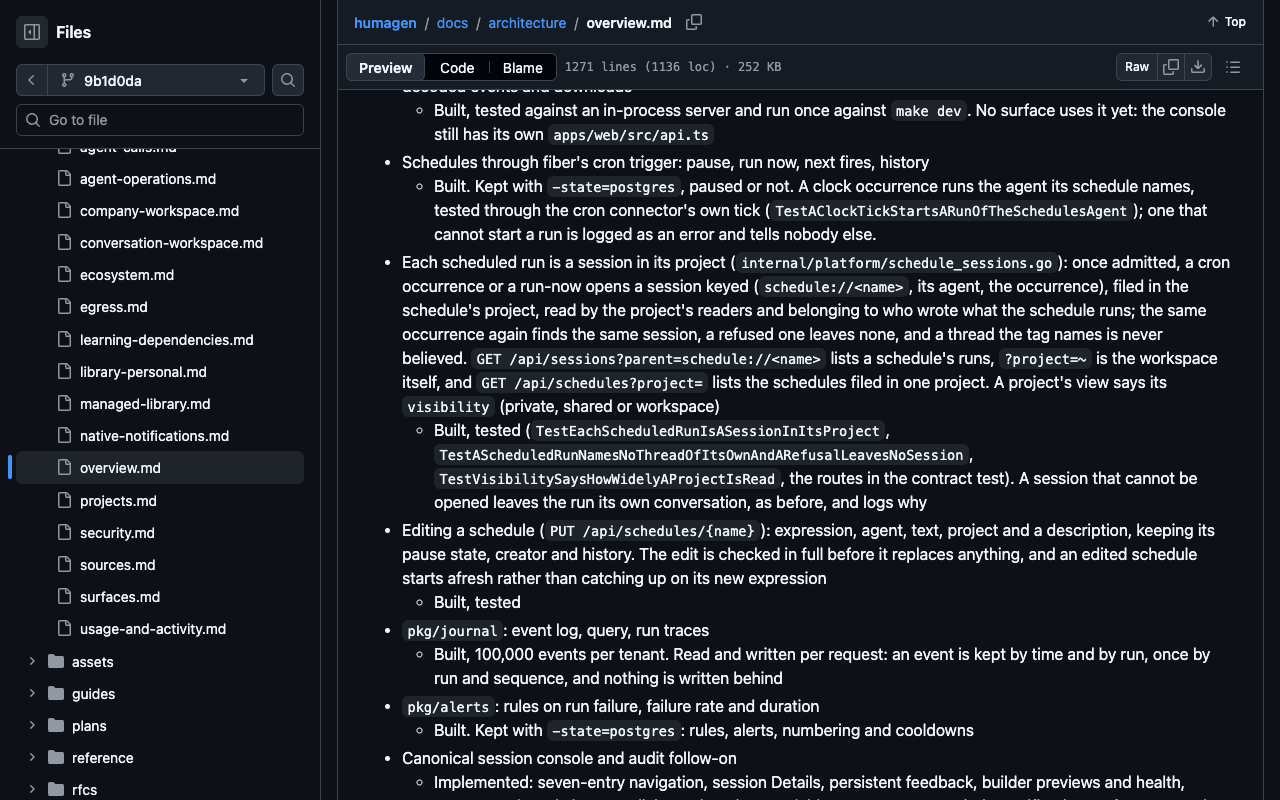 Files
humagen / docs / architecture / overview.md
Top
9b1d0da
Preview
Code
Blame
1271 lines (1136 loc) · 252 KB
Raw
Go to file
agent-calls.md
agent-operations.md
company-workspace.md
conversation-workspace.md
ecosystem.md
egress.md
learning-dependencies.md
library-personal.md
managed-library.md
native-notifications.md
overview.md
projects.md
security.md
sources.md
surfaces.md
usage-and-activity.md
assets
guides
plans
reference
rfcs
decoded events and downloads
Built, tested against an in-process server and run once against make dev. No surface uses it yet: the console
still has its own apps/web/src/api.ts
Schedules through fiber's cron trigger: pause, run now, next fires, history
Built. Kept with -state=postgres, paused or not. A clock occurrence runs the agent its schedule names,
tested through the cron connector's own tick (TestAClockTickStartsARunOfTheSchedulesAgent); one that
cannot start a run is logged as an error and tells nobody else.
Each scheduled run is a session in its project (internal/platform/schedule_sessions.go): once admitted, a cron
occurrence or a run-now opens a session keyed (schedule://<name>, its agent, the occurrence), filed in the
schedule's project, read by the project's readers and belonging to who wrote what the schedule runs; the same
occurrence again finds the same session, a refused one leaves none, and a thread the tag names is never
believed. GET /api/sessions?parent=schedule://<name> lists a schedule's runs, ?project=~ is the workspace
itself, and GET /api/schedules?project= lists the schedules filed in one project. A project's view says its
visibility (private, shared or workspace)
Built, tested (TestEachScheduledRunIsASessionInItsProject,
TestAScheduledRunNamesNoThreadOfItsOwnAndARefusalLeavesNoSession,
TestVisibilitySaysHowWidelyAProjectIsRead, the routes in the contract test). A session that cannot be
opened leaves the run its own conversation, as before, and logs why
Editing a schedule (PUT /api/schedules/{name}): expression, agent, text, project and a description, keeping its
pause state, creator and history. The edit is checked in full before it replaces anything, and an edited schedule
starts afresh rather than catching up on its new expression
Built, tested
pkg/journal: event log, query, run traces
Built, 100,000 events per tenant. Read and written per request: an event is kept by time and by run, once by
run and sequence, and nothing is written behind
pkg/alerts: rules on run failure, failure rate and duration
Built. Kept with -state=postgres: rules, alerts, numbering and cooldowns
Canonical session console and audit follow-on
Implemented: seven-entry navigation, session Details, persistent feedback, builder previews and health,